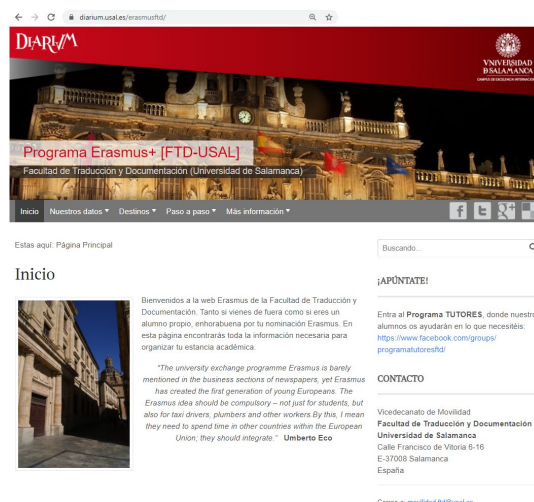 diarium.usal.es/erasmusftd/
DIARIVM
VNIVERSIDAD
D SALAMANCA
CAMPUS DE EXCELENCIA INTERNACIONAL
Programa Erasmus+ [FTD-USAL]
Facultad de Traducción y Documentación (Universidad de Salamanca)
Inicio Nuestros datos Destinos Paso a paso Más información
Estas aquí: Página Principal
Buscando...
Inicio
Bienvenidos a la web Erasmus de la Facultad de Traducción y
Documentación. Tanto si vienes de fuera como si eres un
alumno propio, enhorabuena por tu nominación Erasmus. En
esta página encontrarás toda la información necesaria para
organizar tu estancia académica.
"The university exchange programme Erasmus is barely
mentioned in the business sections of newspapers, yet Erasmus
has created the first generation of young Europeans. The
Erasmus idea should be compulsory – not just for students, but
also for taxi drivers, plumbers and other workers By this, I mean
they need to spend time in other countries within the European
Union; they should integrate." Umberto Eco
¡APÚNTATE!
Entra al Programa TUTORES, donde nuestro
alumnos os ayudarán en lo que necesitéis:
https://www.facebook.com/groups/
programatutoresftd/
CONTACTO
Vicedecanato de Movilidad
Facultad de Traducción y Documentación
Universidad de Salamanca
Calle Francisco de Vitoria 6-16
E-37008 Salamanca
España